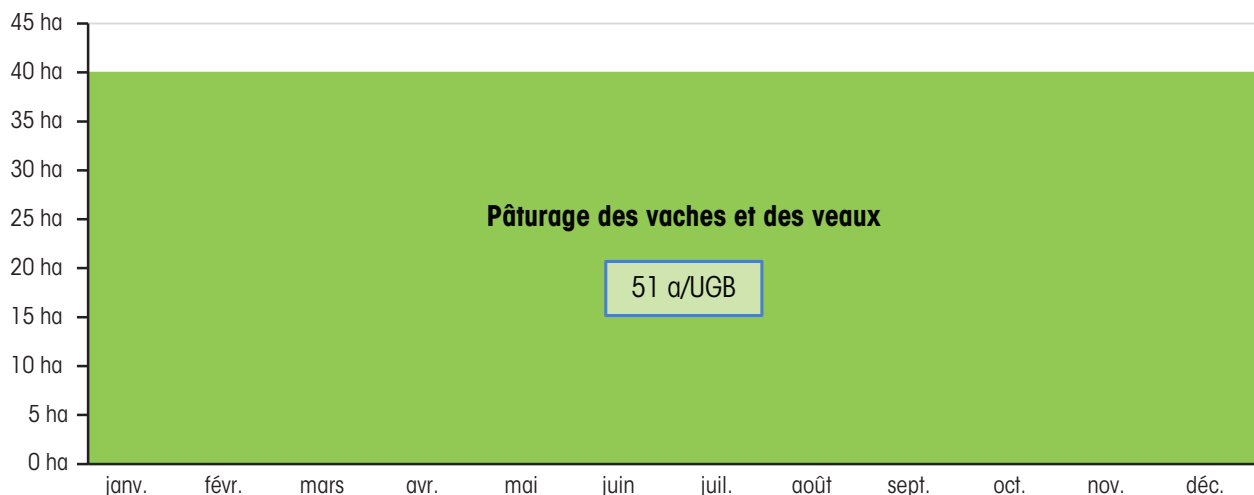 45 ha
40 ha
35 ha
30 ha
25 ha
20 ha
15 ha
10 ha
5 ha
0 ha
Pâturage des vaches et des veaux
51 a/UGB
janv. févr. mars avr. mai juin juil. août sept. oct. nov. déc.